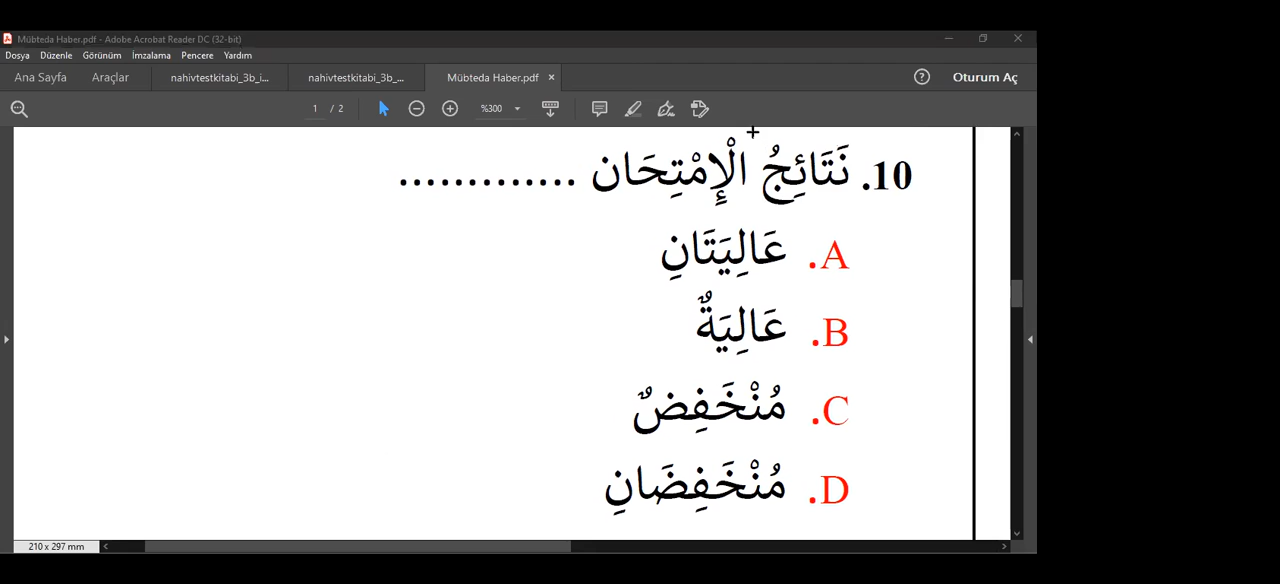 Mübteda Haber.pdf - Adobe Acrobat Reader DC (32-bit)
Dosya Düzenle Görünüm İmzalama Pencere Yardım
Ana Sayfa Araçlar nahivtestkitabi_3b_i... nahivtestkitabi_3b_... Mübteda Haber.pdf × ? Oturum Aç
1 / 2 %300
10. نَتَائِجُ الْإِمْتِحَان .............
A. عَالِيَتَانِ
B. عَالِيَةٌ
C. مُنْخَفِضٌ
D. مُنْخَفِضَانِ
210 x 297 mm